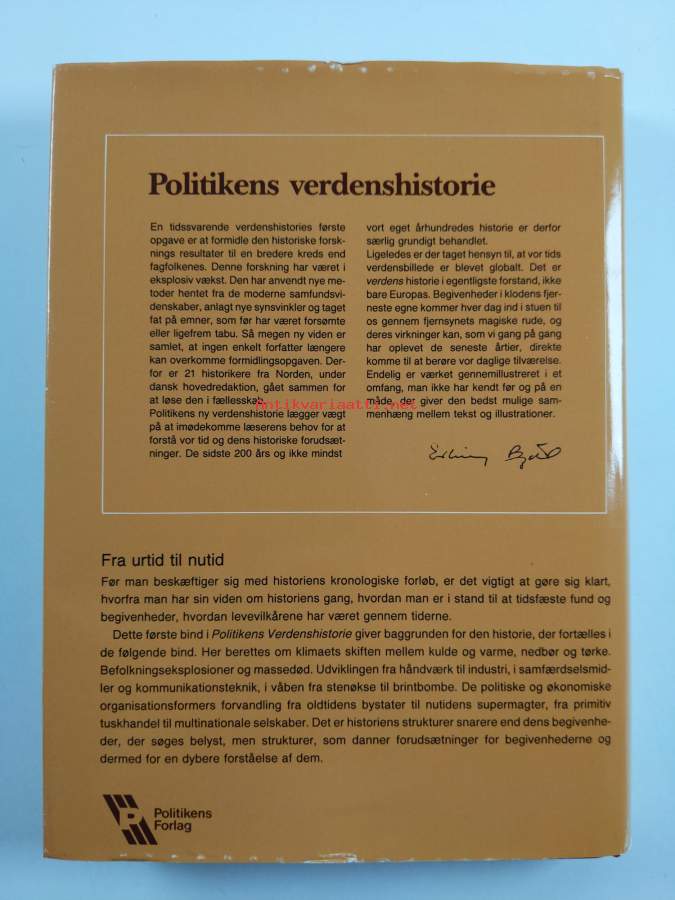 Politikens verdenshistorie
En tidssvarende verdenshistories første
opgave er at formidle den historiske forsk-
nings resultater til en bredere kreds end
fagfolkenes. Denne forskning har været i
eksplosiv vækst. Den har anvendt nye me-
toder hentet fra de moderne samfundsvi-
denskaber, anlagt nye synsvinkler og taget
fat på emner, som før har været forsømte
eller ligefrem tabu. Så megen ny viden er
samlet, at ingen enkelt forfatter længere
kan overkomme formidlingsopgaven. Der-
for er 21 historikere fra Norden, under
dansk hovedredaktion, gået sammen for
at løse den i fællesskab.
Politikens ny verdenshistorie lægger vægt
på at imødekomme læserens behov for at
forstå vor tid og dens historiske forudsæt-
ninger. De sidste 200 års og ikke mindst
vort eget århundredes historie er derfor
særlig grundigt behandlet.
Ligeledes er der taget hensyn til, at vor tids
verdensbillede er blevet globalt. Det er
verdens historie i egentligste forstand, ikke
bare Europas. Begivenheder i klodens fjer-
neste egne kommer hver dag ind i stuen til
os gennem fjernsynets magiske rude, og
deres virkninger kan, som vi gang på gang
har oplevet de seneste årtier, direkte
komme til at berøre vor daglige tilværelse.
Endelig er værket gennemillustreret i et
omfang, man ikke har kendt før og på en
måde, der giver den bedst mulige sam-
menhæng mellem tekst og illustrationer.
Antikvariaatti.net
Fra urtid til nutid
Før man beskæftiger sig med historiens kronologiske forløb, er det vigtigt at gøre sig klart,
hvorfra man har sin viden om historiens gang, hvordan man er i stand til at tidsfæste fund og
begivenheder, hvordan levevilkårene har været gennem tiderne.
Dette første bind i Politikens Verdenshistorie giver baggrunden for den historie, der fortælles i
de følgende bind. Her berettes om klimaets skiften mellem kulde og varme, nedbør og tørke.
Befolkningseksplosioner og massedød. Udviklingen fra håndværk til industri, i samfærdselsmid-
ler og kommunikationsteknik, i våben fra stenøkse til brintbombe. De politiske og økonomiske
organisationsformers forvandling fra oldtidens bystater til nutidens supermagter, fra primitiv
tuskhandel til multinationale selskaber. Det er historiens strukturer snarere end dens begivenhe-
der, der søges belyst, men strukturer, som danner forudsætninger for begivenhederne og
dermed for en dybere forståelse af dem.
Politikens
Forlag